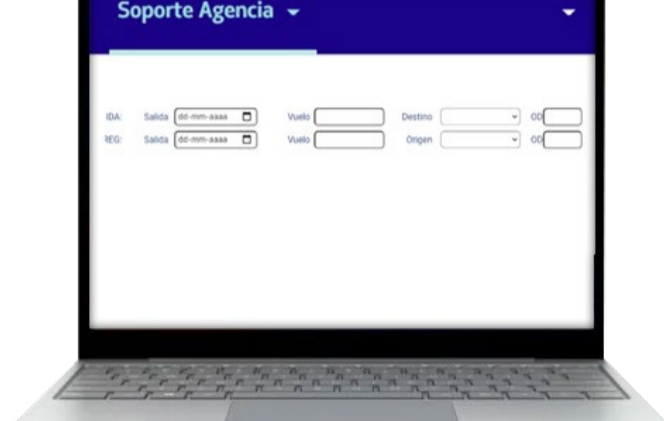 Soporte Agencia
IDA: Salida dd-mm-aaaa Vuelo Destino OD
REG: Salida dd-mm-aaaa Vuelo Origen OD